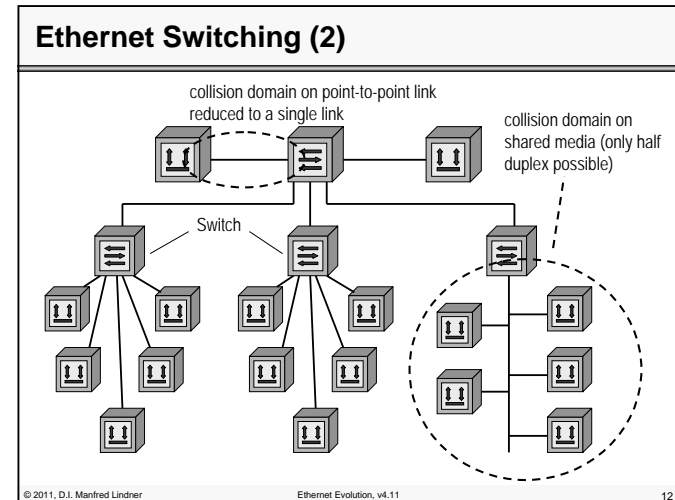 Ethernet Switching (2)
collision domain on point-to-point link
reduced to a single link
collision domain on
shared media (only half
duplex possible)
Switch
© 2011, D.I. Manfred Lindner
Ethernet Evolution, v4.11
12